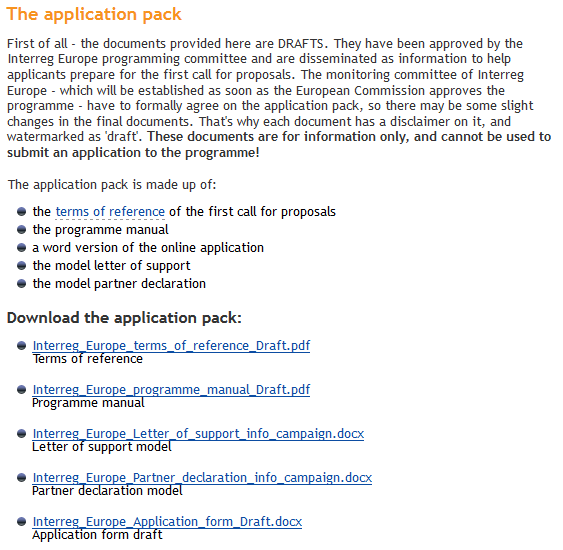 The application pack
First of all - the documents provided here are DRAFTS. They have been approved by the
Interreg Europe programming committee and are disseminated as information to help
applicants prepare for the first call for proposals. The monitoring committee of Interreg
Europe - which will be established as soon as the European Commission approves the
programme - have to formally agree on the application pack, so there may be some slight
changes in the final documents. That's why each document has a disclaimer on it, and
watermarked as 'draft'. These documents are for information only, and cannot be used to
submit an application to the programme!
The application pack is made up of:
the terms of reference of the first call for proposals
the programme manual
a word version of the online application
the model letter of support
the model partner declaration
Download the application pack:
Interreg_Europe_terms_of_reference_Draft.pdf
Terms of reference
Interreg_Europe_programme_manual_Draft.pdf
Programme manual
Interreg_Europe_Letter_of_support_info_campaign.docx
Letter of support model
Interreg_Europe_Partner_declaration_info_campaign.docx
Partner declaration model
Interreg_Europe_Application_form_Draft.docx
Application form draft